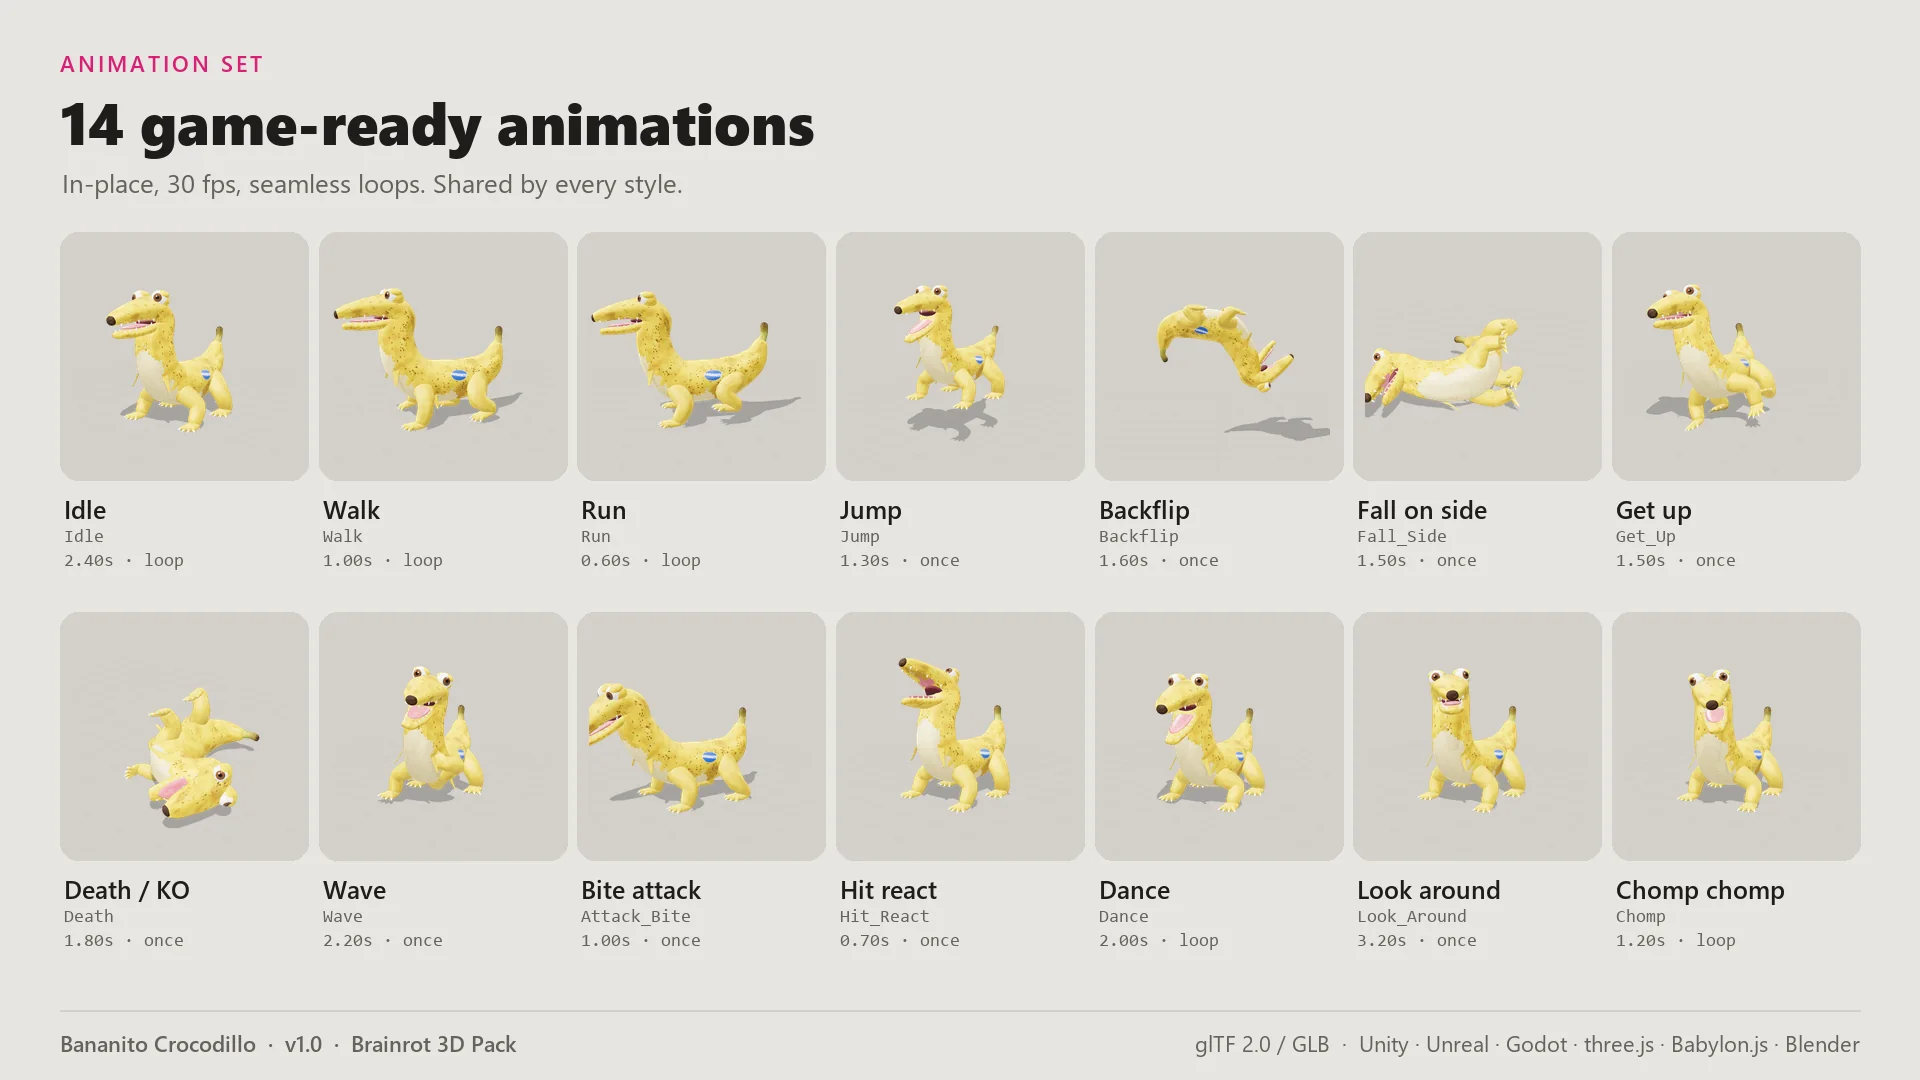 ANIMATION SET
14 game-ready animations
In-place, 30 fps, seamless loops. Shared by every style.
Idle
Idle
2.40s · loop
Walk
Walk
1.00s · loop
Run
Run
0.60s · loop
Jump
Jump
1.30s · once
Backflip
Backflip
1.60s · once
Fall on side
Fall_Side
1.50s · once
Get up
Get_Up
1.50s · once
Death / KO
Death
1.80s · once
Wave
Wave
2.20s · once
Bite attack
Attack_Bite
1.00s · once
Hit react
Hit_React
0.70s · once
Dance
Dance
2.00s · loop
Look around
Look_Around
3.20s · once
Chomp chomp
Chomp
1.20s · loop
Bananito Crocodillo · v1.0 · Brainrot 3D Pack
glTF 2.0 / GLB · Unity · Unreal · Godot · three.js · Babylon.js · Blender